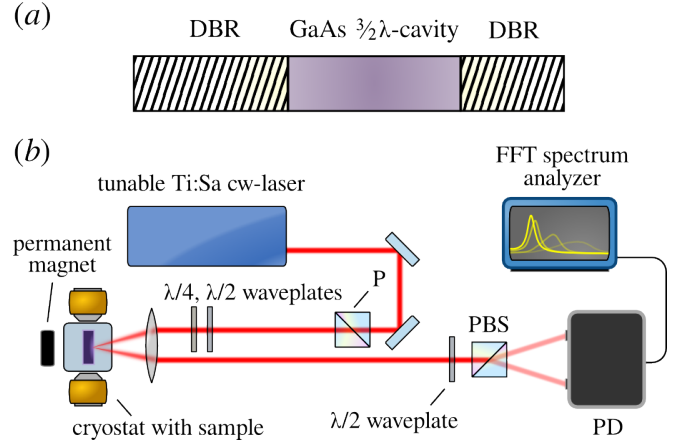 (a)
DBR GaAs ³⁄₂λ-cavity DBR
(b)
FFT spectrum
analyzer
tunable Ti:Sa cw-laser
permanent
magnet
λ/4, λ/2 waveplates
P
PBS
cryostat with sample
λ/2 waveplate
PD